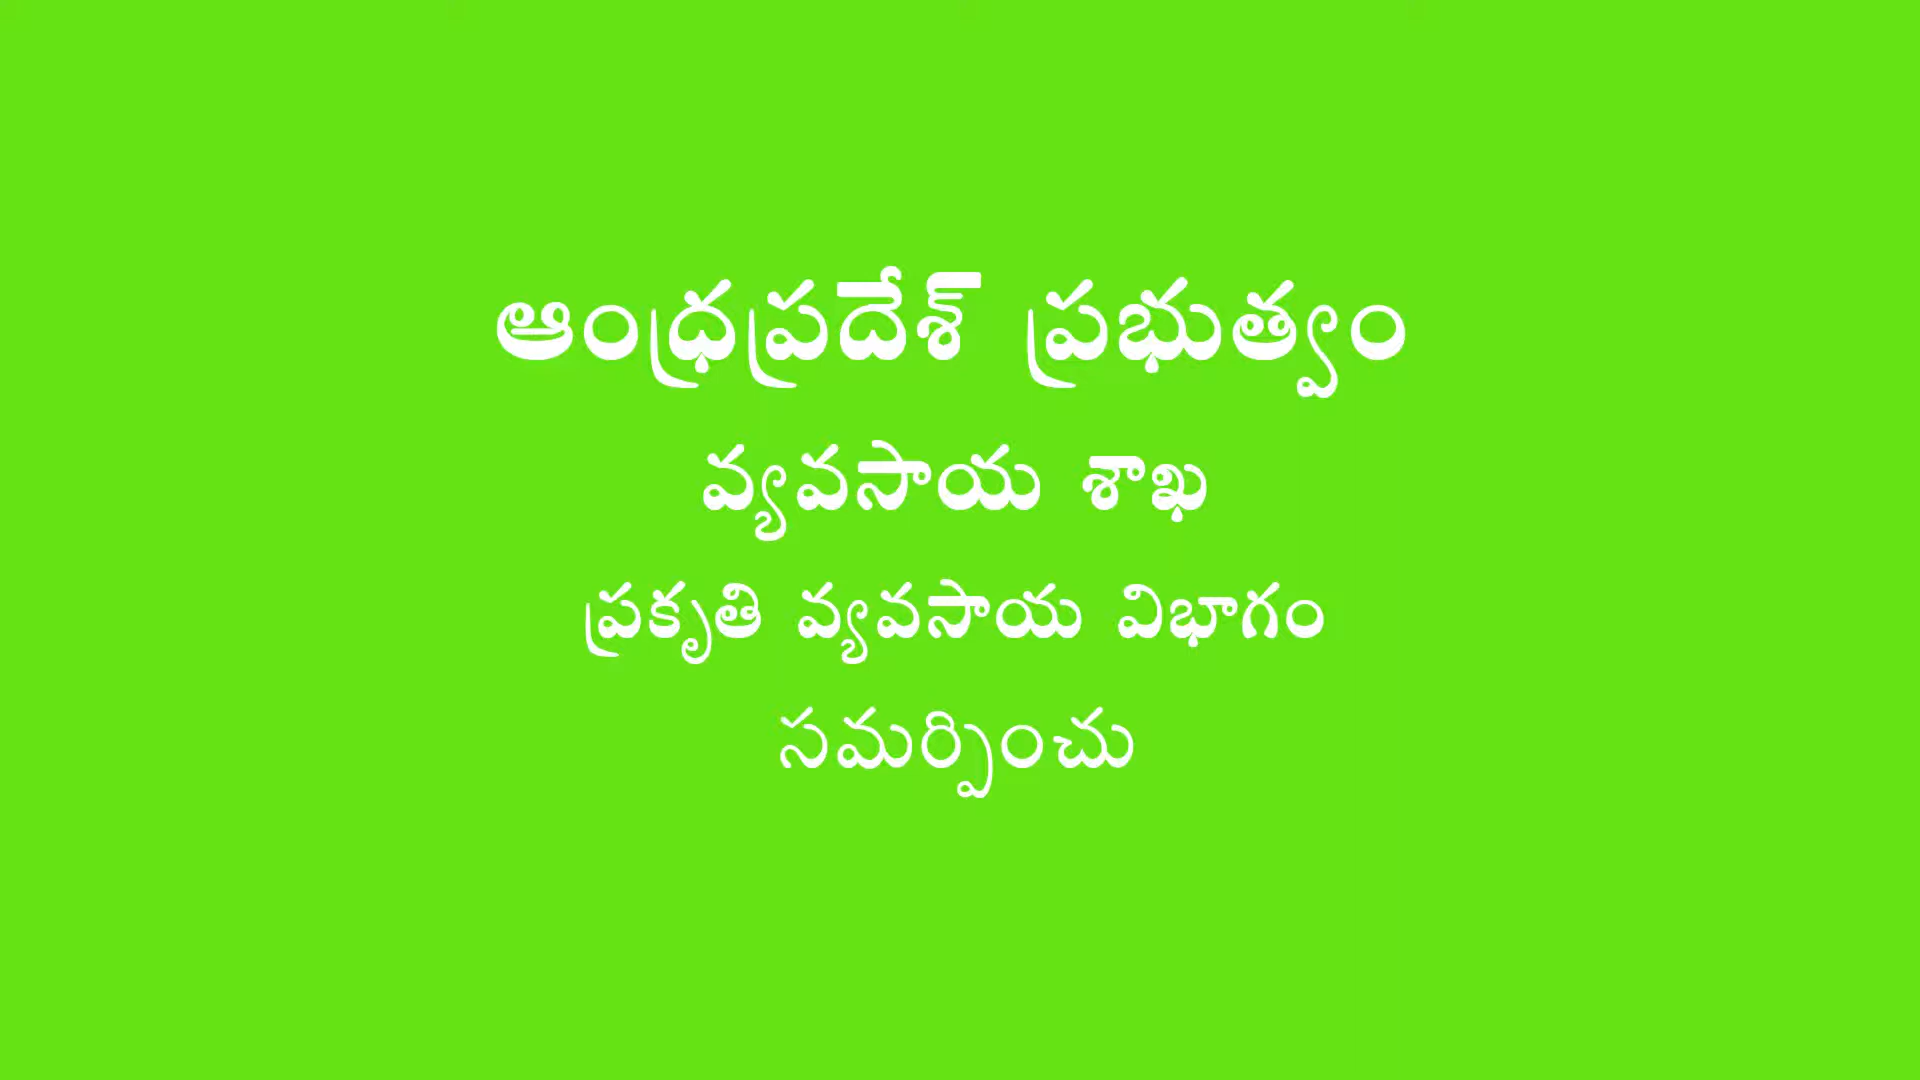 ఆంధ్రప్రదేశ్ ప్రభుత్వం
వ్యవసాయ శాఖ
ప్రకృతి వ్యవసాయ విభాగం
సమర్పించు